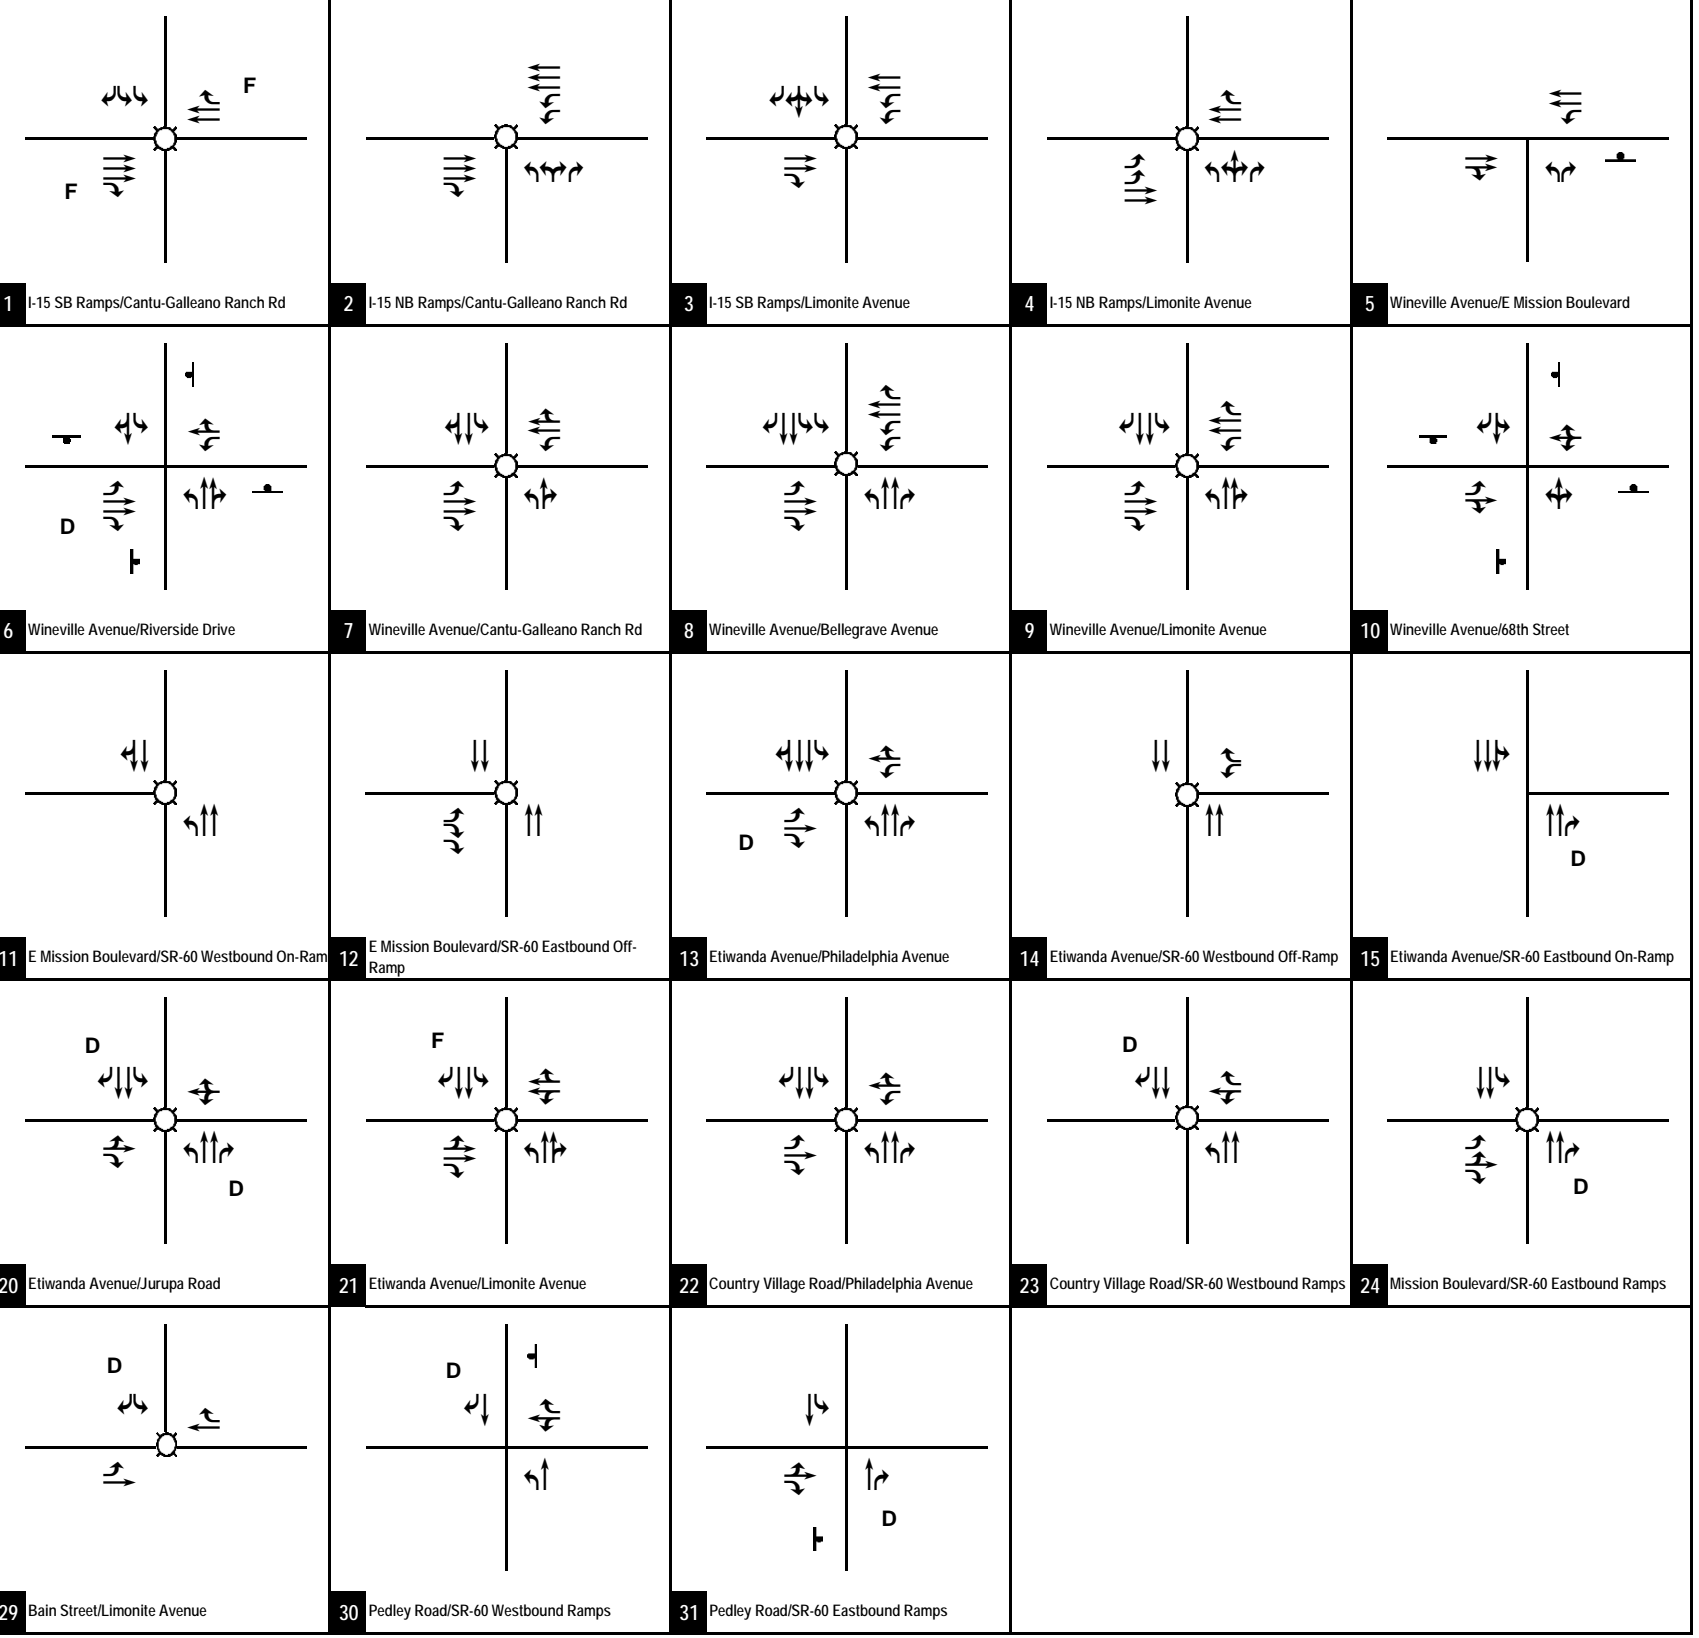 F
F
1 I-15 SB Ramps/Cantu-Galleano Ranch Rd
2 I-15 NB Ramps/Cantu-Galleano Ranch Rd
3 I-15 SB Ramps/Limonite Avenue
4 I-15 NB Ramps/Limonite Avenue
5 Wineville Avenue/E Mission Boulevard
D
6 Wineville Avenue/Riverside Drive
7 Wineville Avenue/Cantu-Galleano Ranch Rd
8 Wineville Avenue/Bellegrave Avenue
9 Wineville Avenue/Limonite Avenue
10 Wineville Avenue/68th Street
11 E Mission Boulevard/SR-60 Westbound On-Ram
12 E Mission Boulevard/SR-60 Eastbound Off-
Ramp
D
13 Etiwanda Avenue/Philadelphia Avenue
14 Etiwanda Avenue/SR-60 Westbound Off-Ramp
D
15 Etiwanda Avenue/SR-60 Eastbound On-Ramp
D
D
20 Etiwanda Avenue/Jurupa Road
F
21 Etiwanda Avenue/Limonite Avenue
22 Country Village Road/Philadelphia Avenue
D
23 Country Village Road/SR-60 Westbound Ramps
D
24 Mission Boulevard/SR-60 Eastbound Ramps
D
29 Bain Street/Limonite Avenue
D
30 Pedley Road/SR-60 Westbound Ramps
D
31 Pedley Road/SR-60 Eastbound Ramps